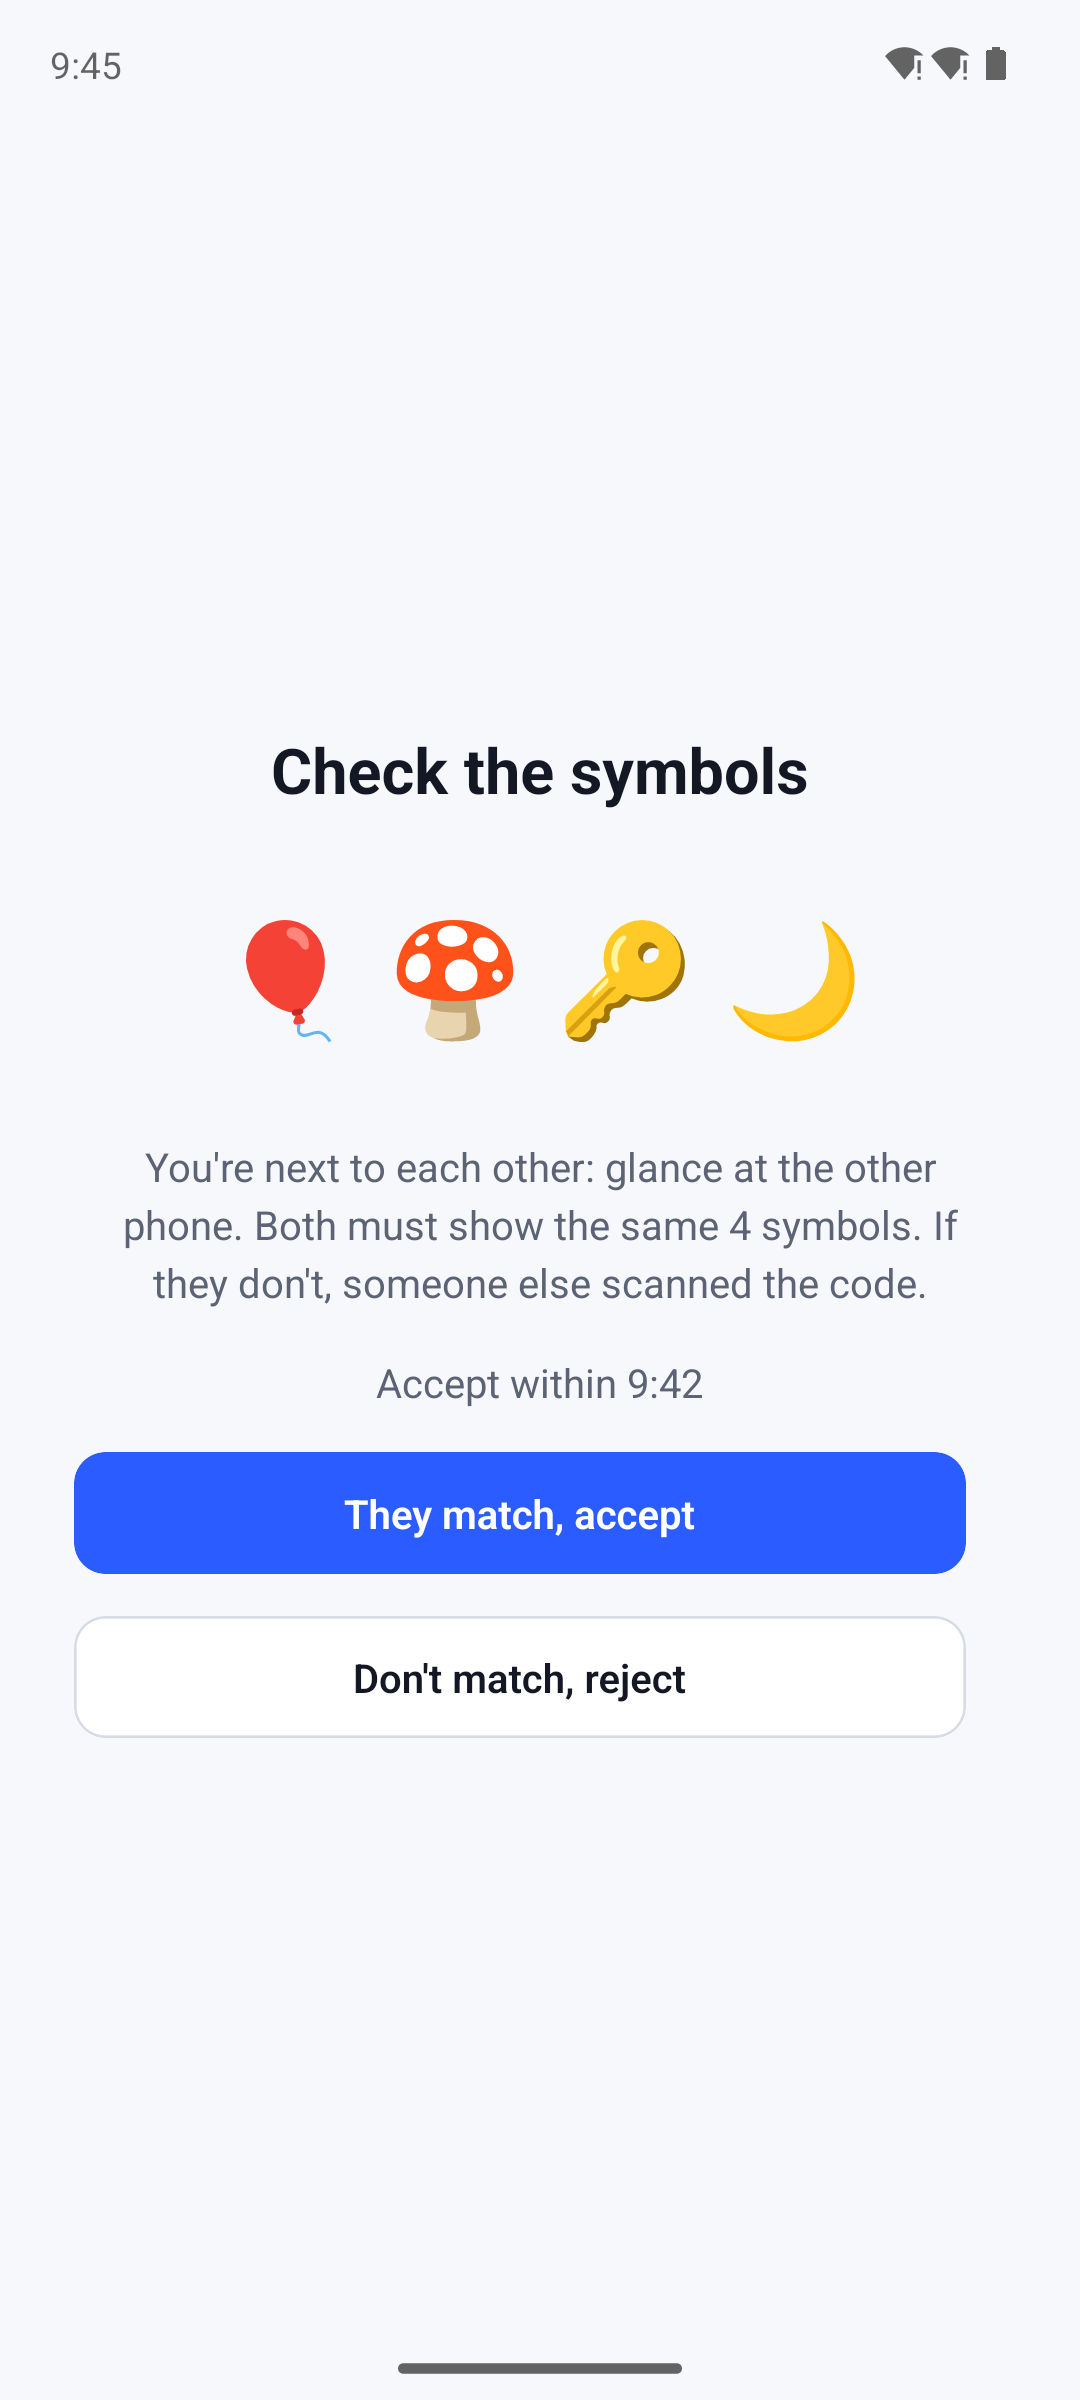 9:45
Check the symbols
You're next to each other: glance at the other
phone. Both must show the same 4 symbols. If
they don't, someone else scanned the code.
Accept within 9:42
They match, accept
Don't match, reject